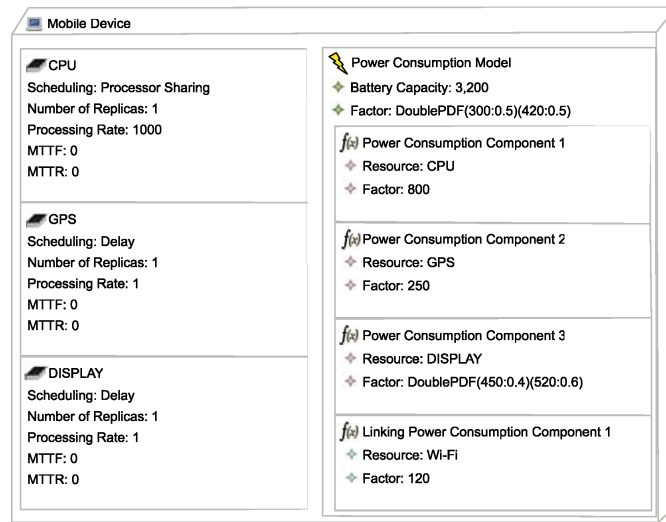 Mobile Device
CPU
Scheduling: Processor Sharing
Number of Replicas: 1
Processing Rate: 1000
MTTF: 0
MTTR: 0
GPS
Scheduling: Delay
Number of Replicas: 1
Processing Rate: 1
MTTF: 0
MTTR: 0
DISPLAY
Scheduling: Delay
Number of Replicas: 1
Processing Rate: 1
MTTF: 0
MTTR: 0
Power Consumption Model
Battery Capacity: 3,200
Factor: DoublePDF(300:0.5)(420:0.5)
f(x) Power Consumption Component 1
Resource: CPU
Factor: 800
f(x) Power Consumption Component 2
Resource: GPS
Factor: 250
f(x) Power Consumption Component 3
Resource: DISPLAY
Factor: DoublePDF(450:0.4)(520:0.6)
f(x) Linking Power Consumption Component 1
Resource: Wi-Fi
Factor: 120